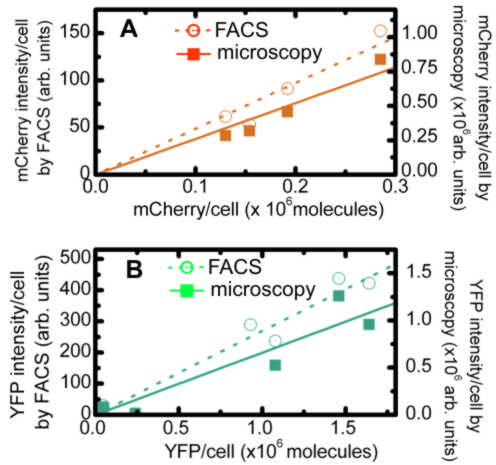 A
FACS
microscopy
150
100
50
0
1.00
0.75
0.50
0.25
0.00
0.0
0.1
0.2
0.3
mCherry/cell (x 10⁶ molecules)
mCherry intensity/cell
by FACS (arb. units)
mCherry intensity/cell by
microscopy (x10⁶ arb. units)
B
FACS
microscopy
500
400
300
200
100
0
1.5
1.0
0.5
0.0
0.0
0.5
1.0
1.5
YFP/cell (x 10⁶ molecules)
YFP intensity/cell
by FACS (arb. units)
YFP intensity/cell by
microscopy (x10⁶ arb. units)